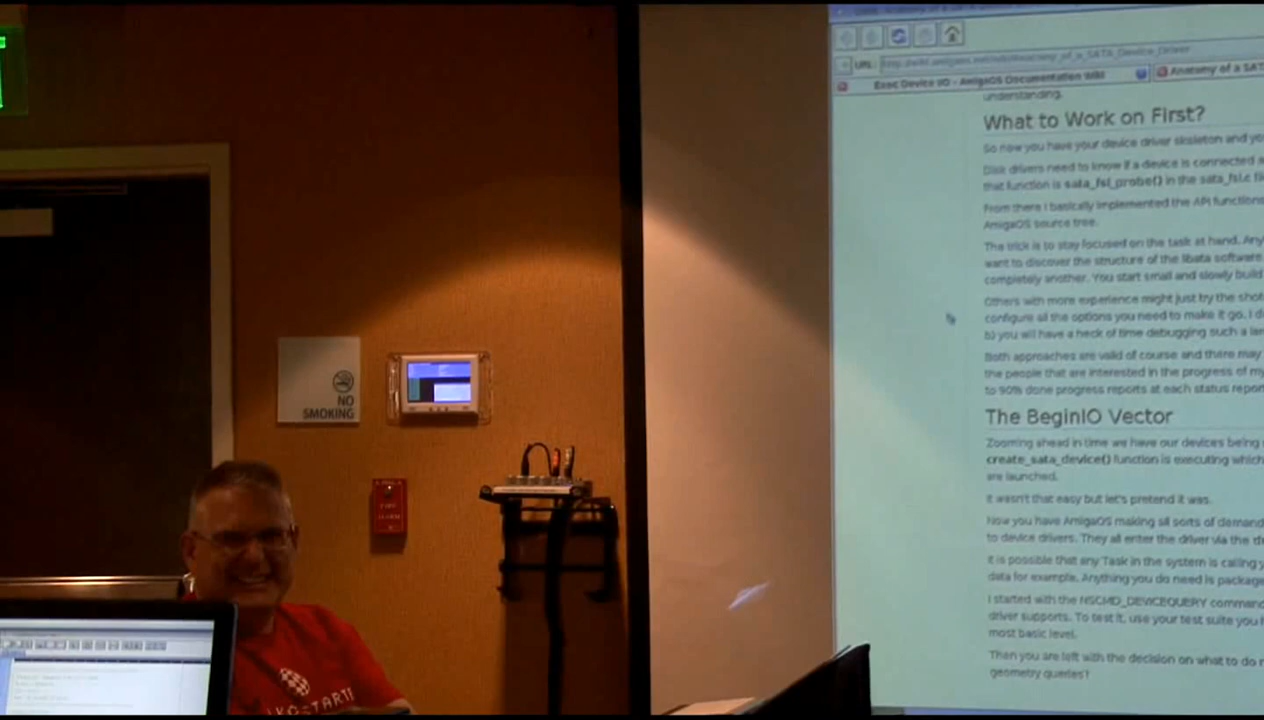 URL:
Exec Device I/O - AmigaOS Documentation Wiki
Anatomy of a SAT
understanding.
What to Work on First?
So now you have your device driver skeleton and yo
Disk drivers need to know if a device is connected a
that function is sata_fsl_probe() in the sata_fsl.c fi
From there I basically implemented the API functions
AmigaOS source tree.
The trick is to stay focused on the task at hand. Any
want to discover the structure of the libata software
completely another. You start small and slowly build
Others with more experience might just try the shot
configure all the options you need to make it go. I d
b) you will have a heck of time debugging such a lar
Both approaches are valid of course and there may
the people that are interested in the progress of my
to 90% done progress reports at each status report
The BeginIO Vector
Zooming ahead in time we have our devices being
create_sata_device() function is executing which
are launched.
It wasn't that easy but let's pretend it was.
Now you have AmigaOS making all sorts of demand
to device drivers. They all enter the driver via the d
It is possible that any Task in the system is calling y
data for example. Anything you do need is package
I started with the NSCMD_DEVICEQUERY comman
driver supports. To test it, use your test suite you h
most basic level.
Then you are left with the decision on what to do n
geometry queries?
NO
SMOKING
FIRE
ALARM